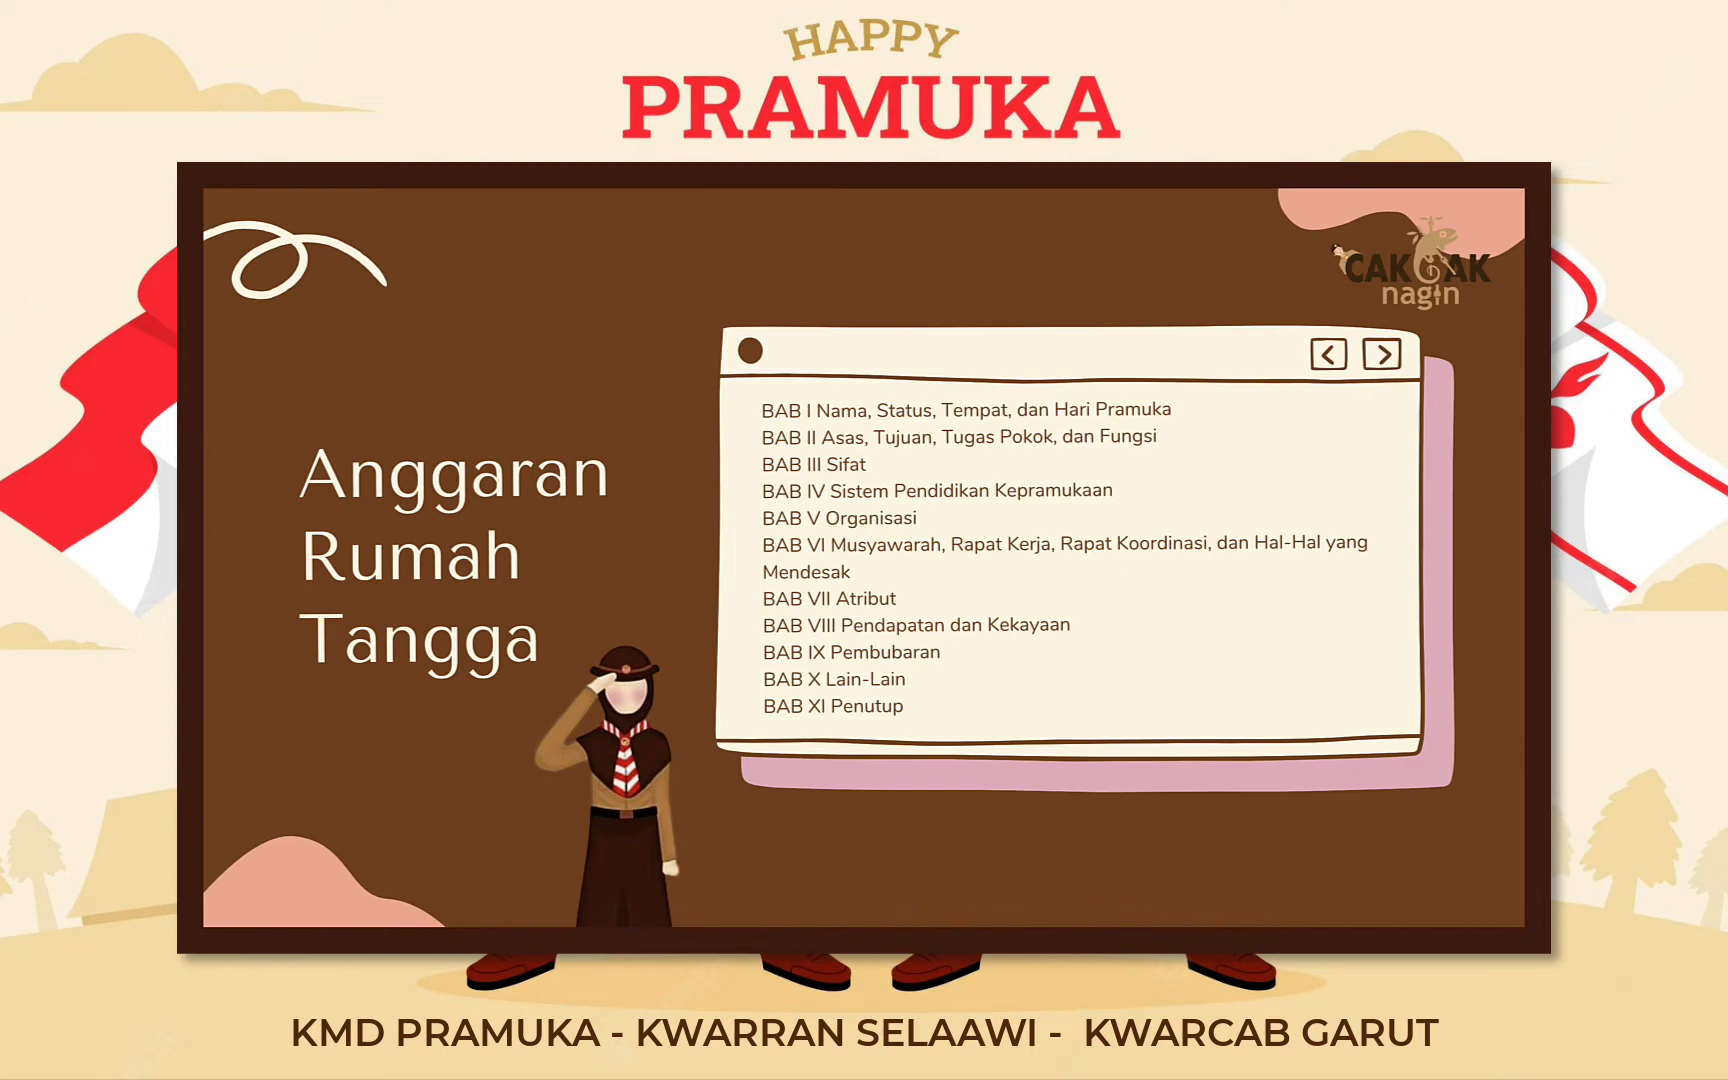 HAPPY
PRAMUKA
CAKGAK
nagin
Anggaran
Rumah
Tangga
BAB I Nama, Status, Tempat, dan Hari Pramuka
BAB II Asas, Tujuan, Tugas Pokok, dan Fungsi
BAB III Sifat
BAB IV Sistem Pendidikan Kepramukaan
BAB V Organisasi
BAB VI Musyawarah, Rapat Kerja, Rapat Koordinasi, dan Hal-Hal yang
Mendesak
BAB VII Atribut
BAB VIII Pendapatan dan Kekayaan
BAB IX Pembubaran
BAB X Lain-Lain
BAB XI Penutup
KMD PRAMUKA - KWARRAN SELAAWI - KWARCAB GARUT